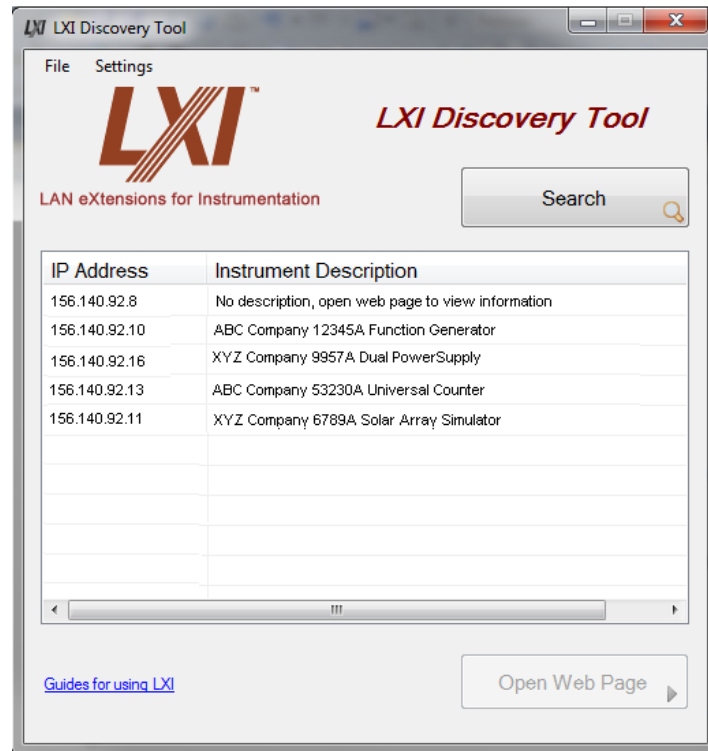 LXI LXI Discovery Tool
File Settings
LXI™
LXI Discovery Tool
LAN eXtensions for Instrumentation
Search
IP Address Instrument Description
156.140.92.8 No description, open web page to view information
156.140.92.10 ABC Company 12345A Function Generator
156.140.92.16 XYZ Company 9957A Dual PowerSupply
156.140.92.13 ABC Company 53230A Universal Counter
156.140.92.11 XYZ Company 6789A Solar Array Simulator
Guides for using LXI
Open Web Page